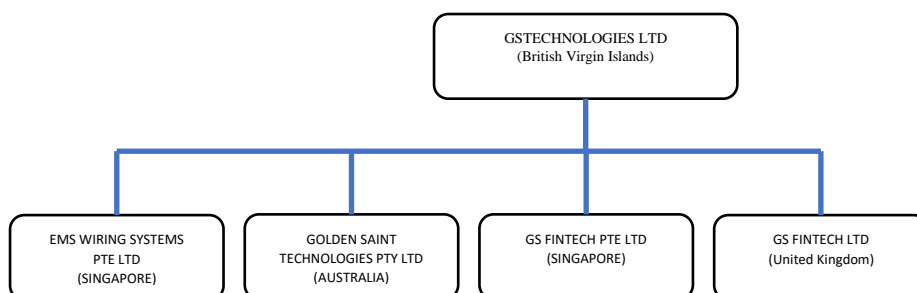 GSTECHNOLOGIES LTD
(British Virgin Islands)
EMS WIRING SYSTEMS
PTE LTD
(SINGAPORE)
GOLDEN SAINT
TECHNOLOGIES PTY LTD
(AUSTRALIA)
GS FINTECH PTE LTD
(SINGAPORE)
GS FINTECH LTD
(United Kingdom)